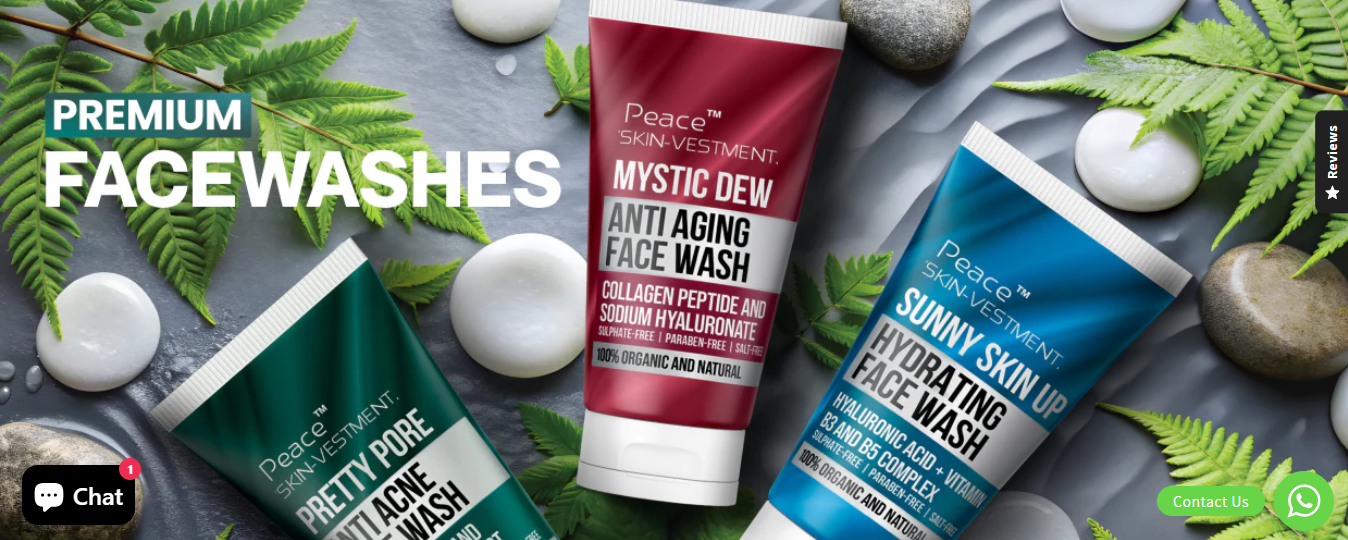 PREMIUM
FACEWASHES
Peace™
'SKIN-VESTMENT.
MYSTIC DEW
ANTI AGING
FACE WASH
COLLAGEN PEPTIDE AND
SODIUM HYALURONATE
SULPHATE-FREE | PARABEN-FREE | SALT-FREE
100% ORGANIC AND NATURAL
Peace™
'SKIN-VESTMENT.
SUNNY SKIN UP
HYDRATING
FACE WASH
HYALURONIC ACID + VITAMIN
B3 AND B5 COMPLEX
SULPHATE-FREE | PARABEN-FREE | SALT-FREE
100% ORGANIC AND NATURAL
Peace™
'SKIN-VESTMENT.
PRETTY PORE
ANTI ACNE
WASH
AND
Reviews
1
Chat
Contact Us